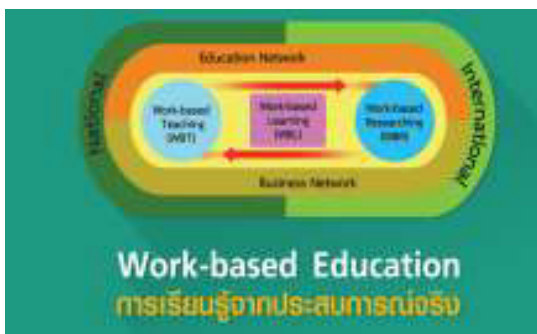 Education Network
National
International
Work-based
Teaching
(WBT)
Work-based
Learning
(WBL)
Work-based
Researching
(WBR)
Business Network
Work-based Education
การเรียนรู้จากประสบการณ์จริง